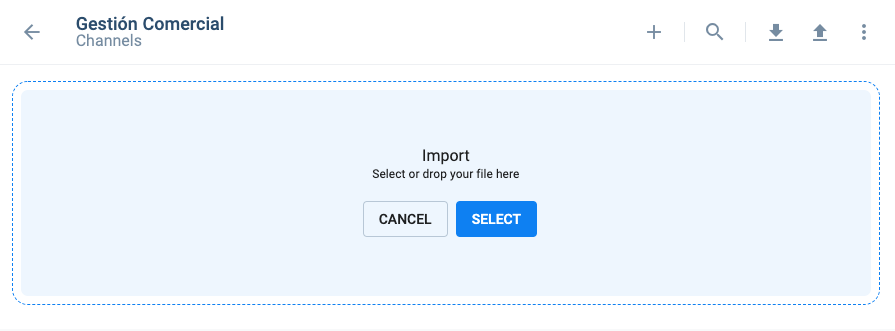 Gestión Comercial
Channels
Import
Select or drop your file here
CANCEL
SELECT